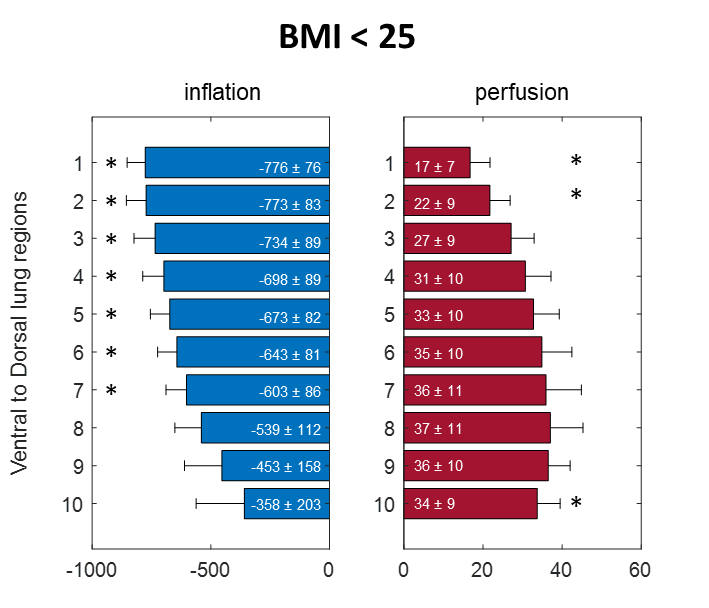 BMI < 25
inflation
perfusion
Ventral to Dorsal lung regions
1 * -776 ± 76
2 * -773 ± 83
3 * -734 ± 89
4 * -698 ± 89
5 * -673 ± 82
6 * -643 ± 81
7 * -603 ± 86
8 -539 ± 112
9 -453 ± 158
10 -358 ± 203
-1000 -500 0
1 17 ± 7 *
2 22 ± 9 *
3 27 ± 9
4 31 ± 10
5 33 ± 10
6 35 ± 10
7 36 ± 11
8 37 ± 11
9 36 ± 10
10 34 ± 9 *
0 20 40 60